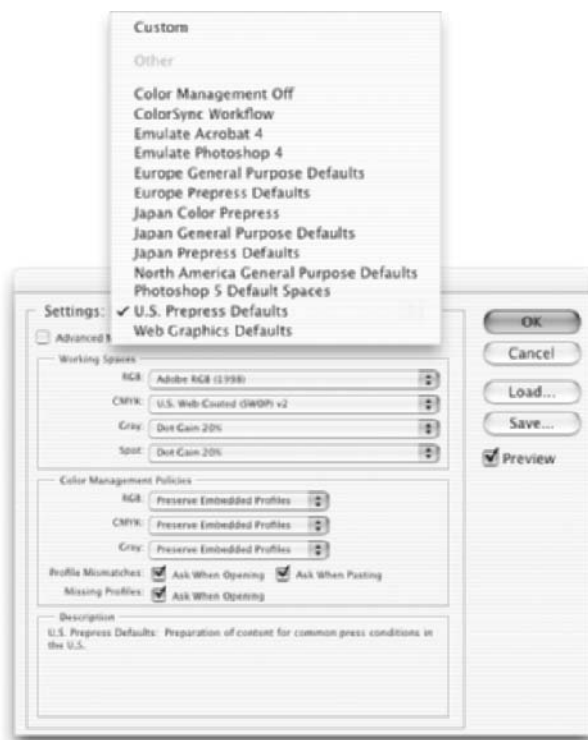 Custom
Other
Color Management Off
ColorSync Workflow
Emulate Acrobat 4
Emulate Photoshop 4
Europe General Purpose Defaults
Europe Prepress Defaults
Japan Color Prepress
Japan General Purpose Defaults
Japan Prepress Defaults
North America General Purpose Defaults
Photoshop 5 Default Spaces
Settings: ✓ U.S. Prepress Defaults
Web Graphics Defaults
Advanced M
OK
Cancel
Load...
Save...
Preview
Working Spaces
RGB: Adobe RGB (1998)
CMYK: U.S. Web Coated (SWOP) v2
Gray: Dot Gain 20%
Spot: Dot Gain 20%
Color Management Policies
RGB: Preserve Embedded Profiles
CMYK: Preserve Embedded Profiles
Gray: Preserve Embedded Profiles
Profile Mismatches: Ask When Opening Ask When Pasting
Missing Profiles: Ask When Opening
Description
U.S. Prepress Defaults: Preparation of content for common press conditions in
the U.S.